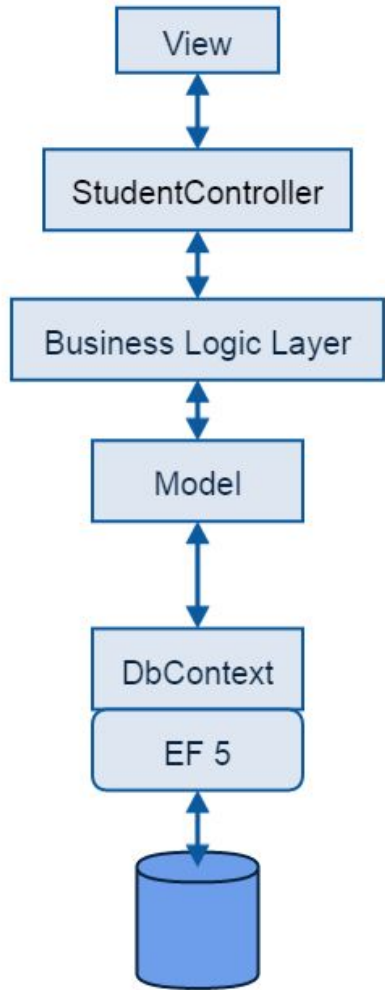 View
StudentController
Business Logic Layer
Model
DbContext
EF 5